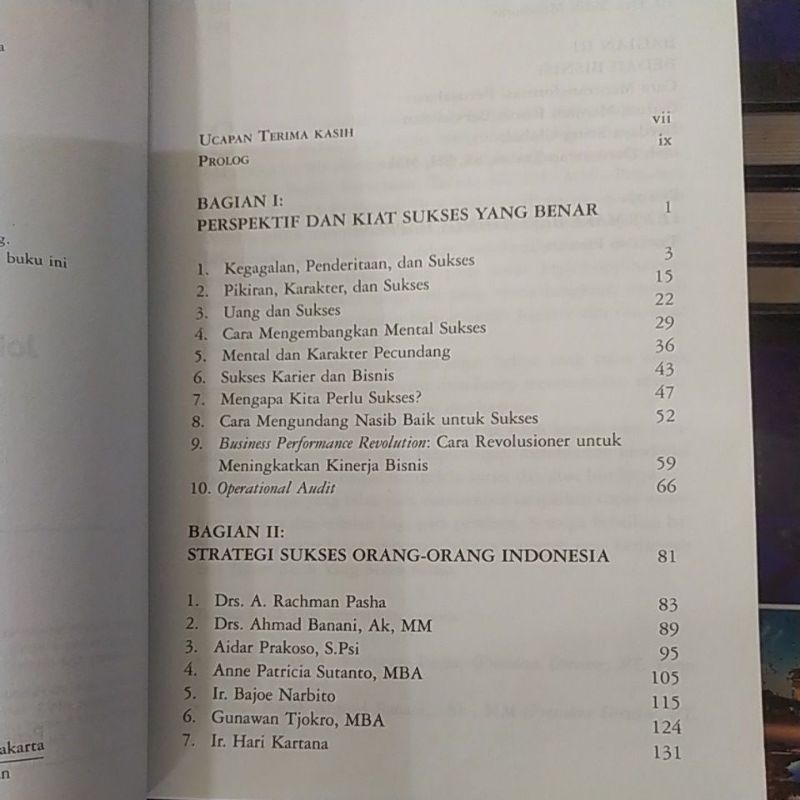 buku ini
akarta
UCAPAN TERIMA KASIH vii
PROLOG ix
BAGIAN I:
PERSPEKTIF DAN KIAT SUKSES YANG BENAR 1
1. Kegagalan, Penderitaan, dan Sukses 3
2. Pikiran, Karakter, dan Sukses 15
3. Uang dan Sukses 22
4. Cara Mengembangkan Mental Sukses 29
5. Mental dan Karakter Pecundang 36
6. Sukses Karier dan Bisnis 43
7. Mengapa Kita Perlu Sukses? 47
8. Cara Mengundang Nasib Baik untuk Sukses 52
9. Business Performance Revolution: Cara Revolusioner untuk
Meningkatkan Kinerja Bisnis 59
10. Operational Audit 66
BAGIAN II:
STRATEGI SUKSES ORANG-ORANG INDONESIA 81
1. Drs. A. Rachman Pasha 83
2. Drs. Ahmad Banani, Ak, MM 89
3. Aidar Prakoso, S.Psi 95
4. Anne Patricia Sutanto, MBA 105
5. Ir. Bajoe Narbito 115
6. Gunawan Tjokro, MBA 124
7. Ir. Hari Kartana 131